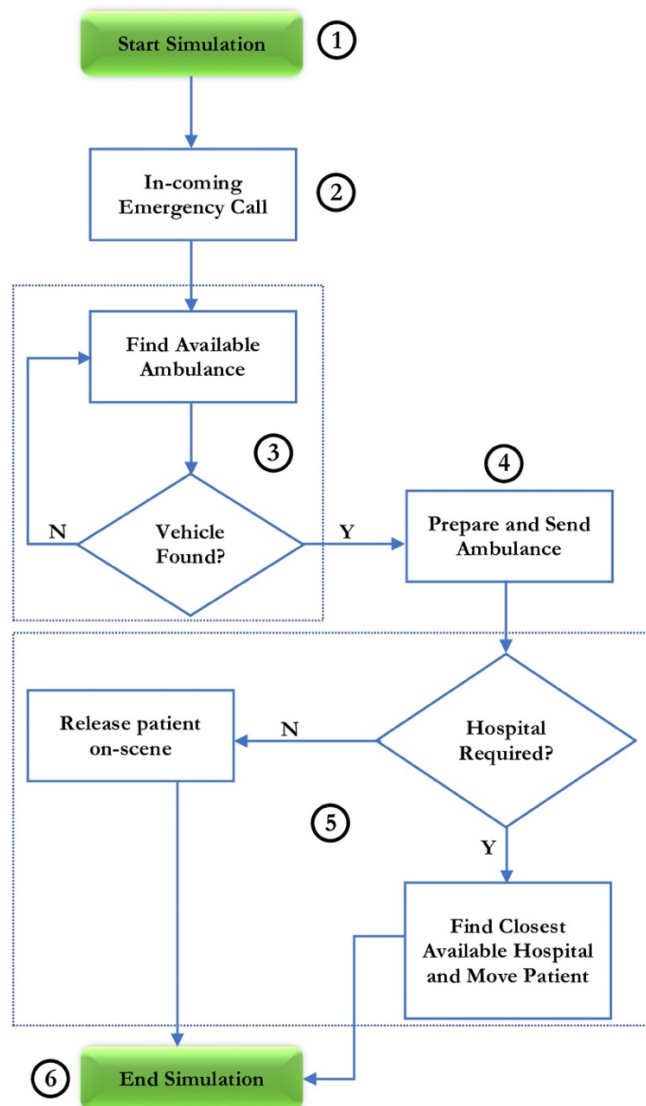 Start Simulation
1
In-coming
Emergency Call
2
Find Available
Ambulance
3
Vehicle
Found?
N
Y
4
Prepare and Send
Ambulance
Hospital
Required?
N
Release patient
on-scene
5
Y
Find Closest
Available Hospital
and Move Patient
6
End Simulation